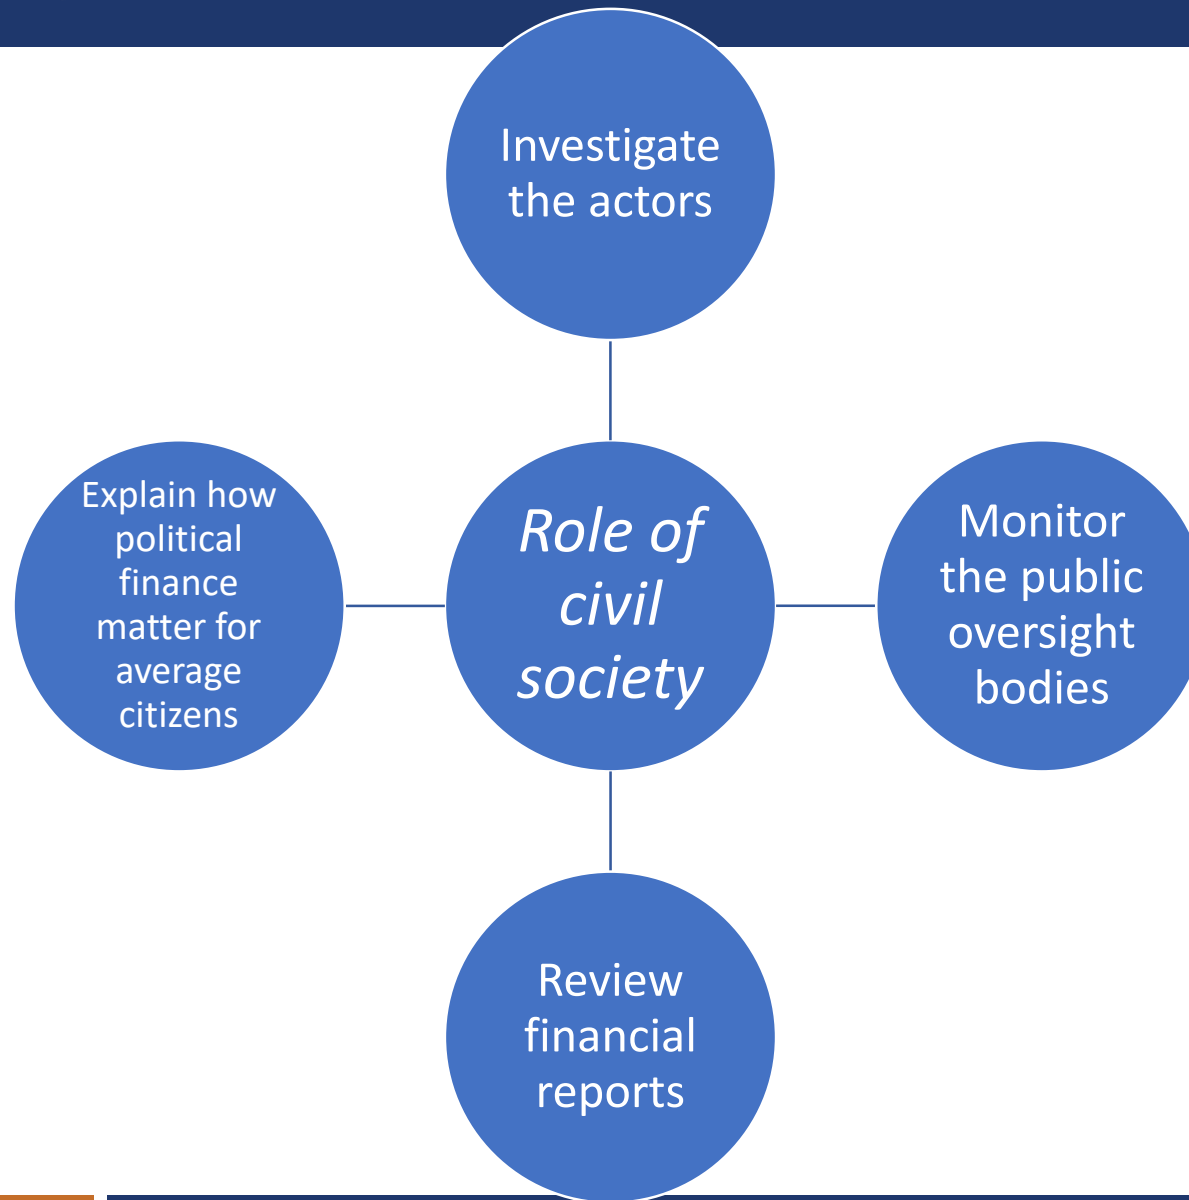 Investigate
the actors
Explain how
political
finance
matter for
average
citizens
Role of
civil
society
Monitor
the public
oversight
bodies
Review
financial
reports